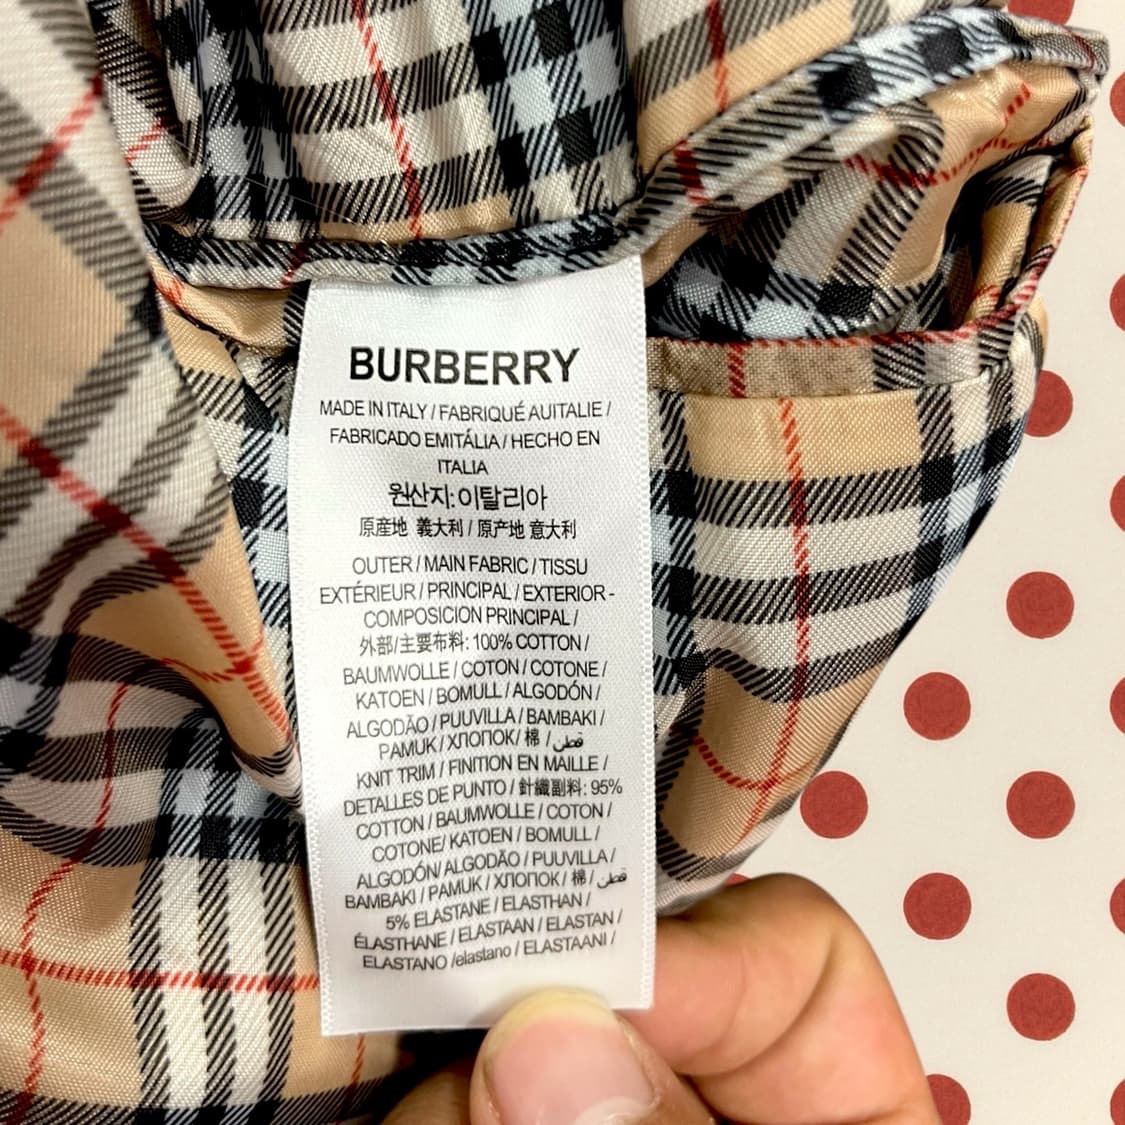 BURBERRY
MADE IN ITALY / FABRIQUÉ AUITALIE /
FABRICADO EMITÁLIA / HECHO EN
ITALIA
원산지:이탈리아
原産地 義大利 / 原产地 意大利
OUTER / MAIN FABRIC / TISSU
EXTÉRIEUR / PRINCIPAL / EXTERIOR -
COMPOSICION PRINCIPAL /
外部/主要布料: 100% COTTON /
BAUMWOLLE / COTON / COTONE /
KATOEN / BOMULL / ALGODÓN /
ALGODÃO / PUUVILLA / BAMBAKI /
PAMUK / ХЛОПОК/ 棉 / قطن
KNIT TRIM / FINITION EN MAILLE /
DETALLES DE PUNTO / 針織副料: 95%
COTTON / BAUMWOLLE / COTON /
COTONE/ KATOEN / BOMULL /
ALGODÓN/ ALGODÃO / PUUVILLA /
BAMBAKI / PAMUK / ХЛОПОК / 棉 / قطن
5% ELASTANE / ELASTHAN /
ÉLASTHANE / ELASTAAN / ELASTAN /
ELASTANO /elastano / ELASTAANI /